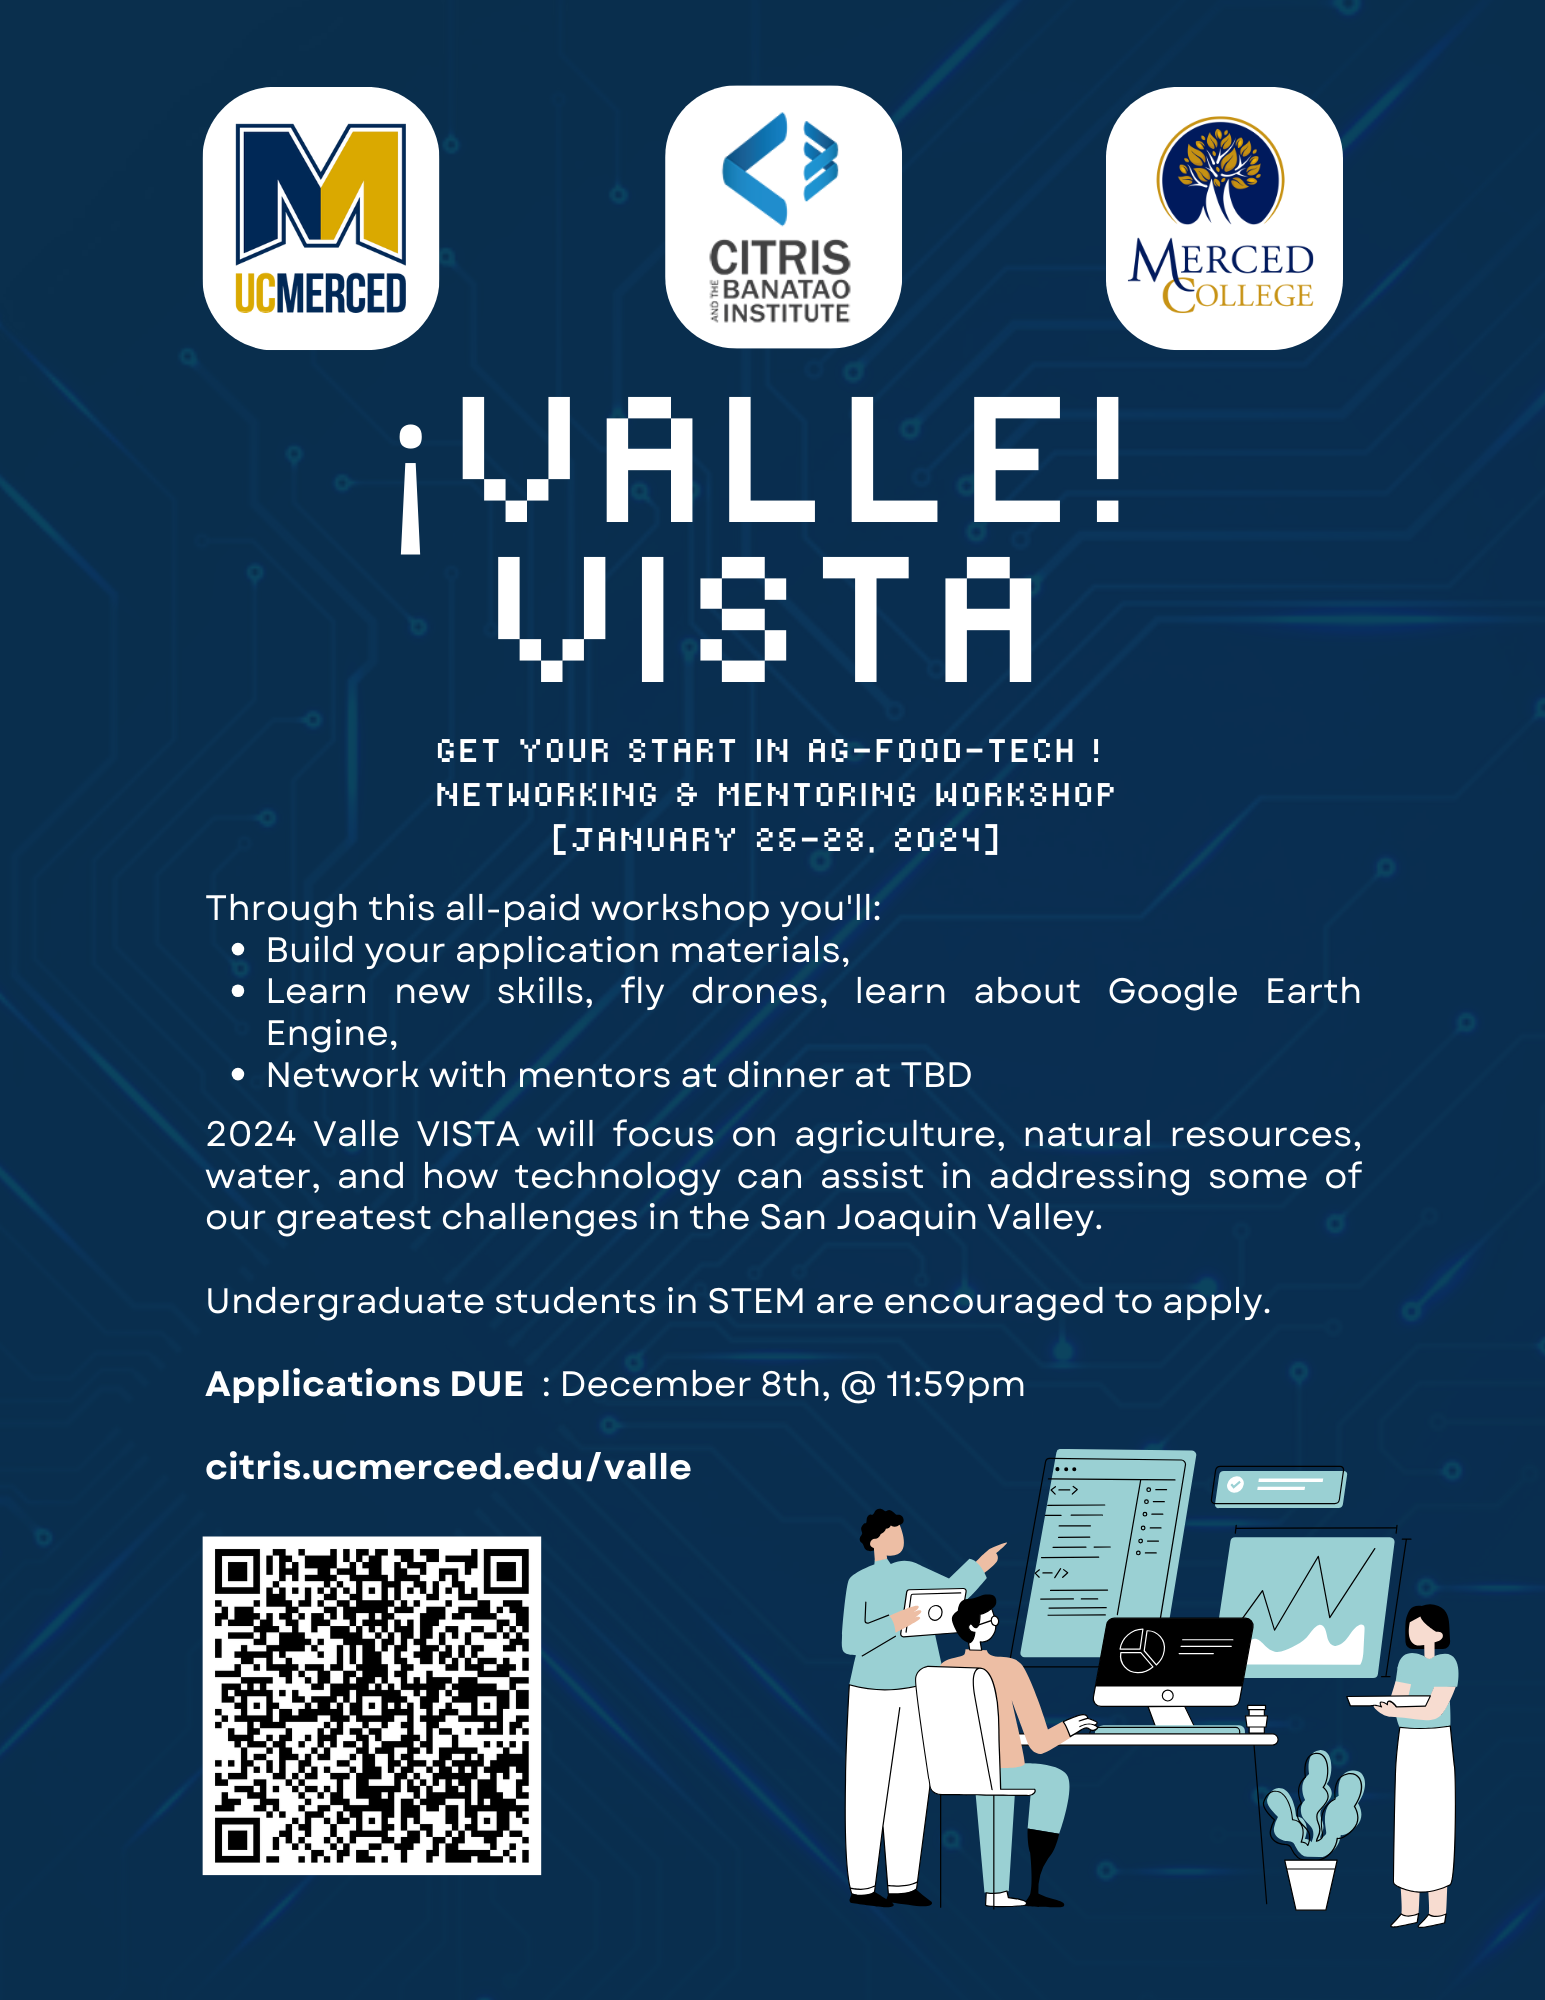 UCMERCED
CITRIS
AND THE
BANATAO
INSTITUTE
MERCED
COLLEGE
¡VALLE!
VISTA
GET YOUR START IN AG-FOOD-TECH !
NETWORKING & MENTORING WORKSHOP
[JANUARY 26-28, 2024]
Through this all-paid workshop you'll:
• Build your application materials,
• Learn new skills, fly drones, learn about Google Earth
Engine,
• Network with mentors at dinner at TBD
2024 Valle VISTA will focus on agriculture, natural resources,
water, and how technology can assist in addressing some of
our greatest challenges in the San Joaquin Valley.
Undergraduate students in STEM are encouraged to apply.
Applications DUE : December 8th, @ 11:59pm
citris.ucmerced.edu/valle